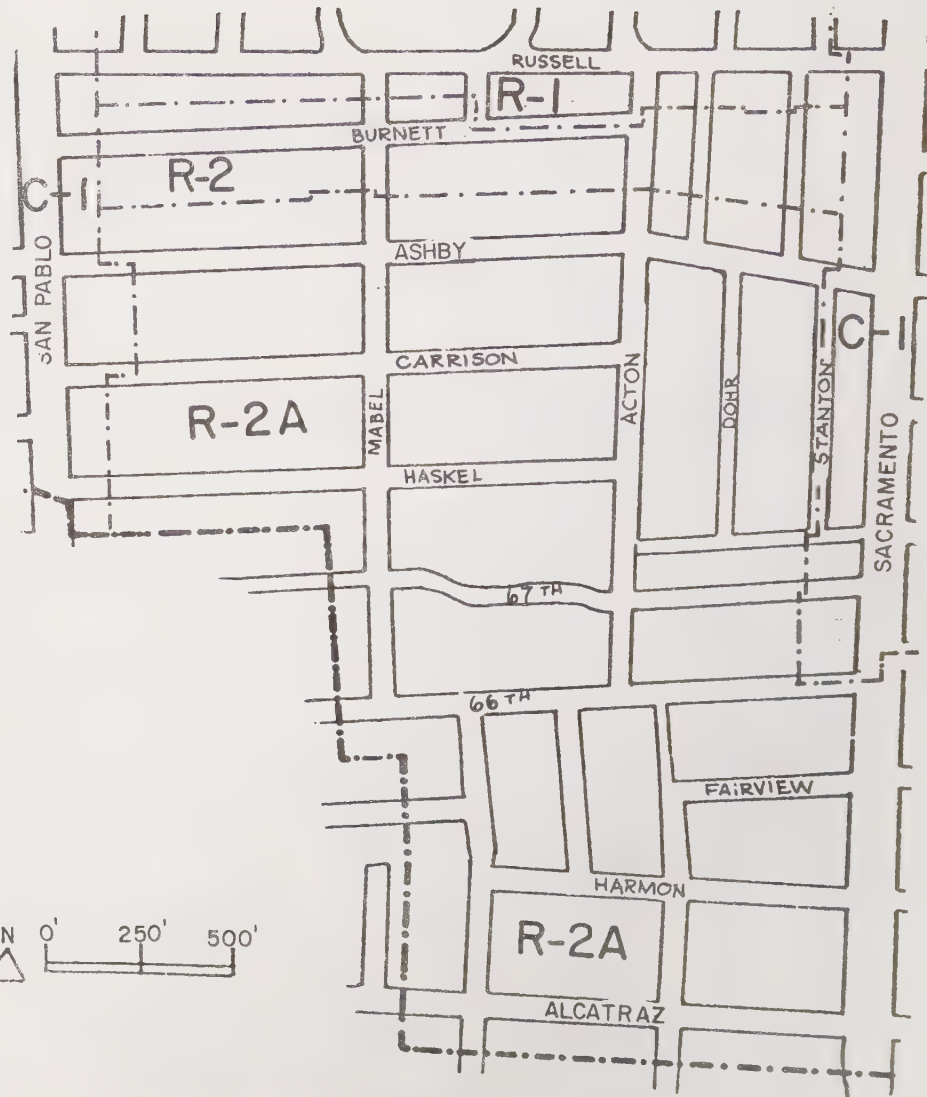 RUSSELL
R-1
BURNETT
R-2
C-1
SAN PABLO
ASHBY
CARRISON
C-1
MABEL
ACTON
DOHR
STANTON
R-2A
HASKEL
SACRAMENTO
67TH
66TH
FAIRVIEW
HARMON
R-2A
N 0' 250' 500'
ALCATRAZ